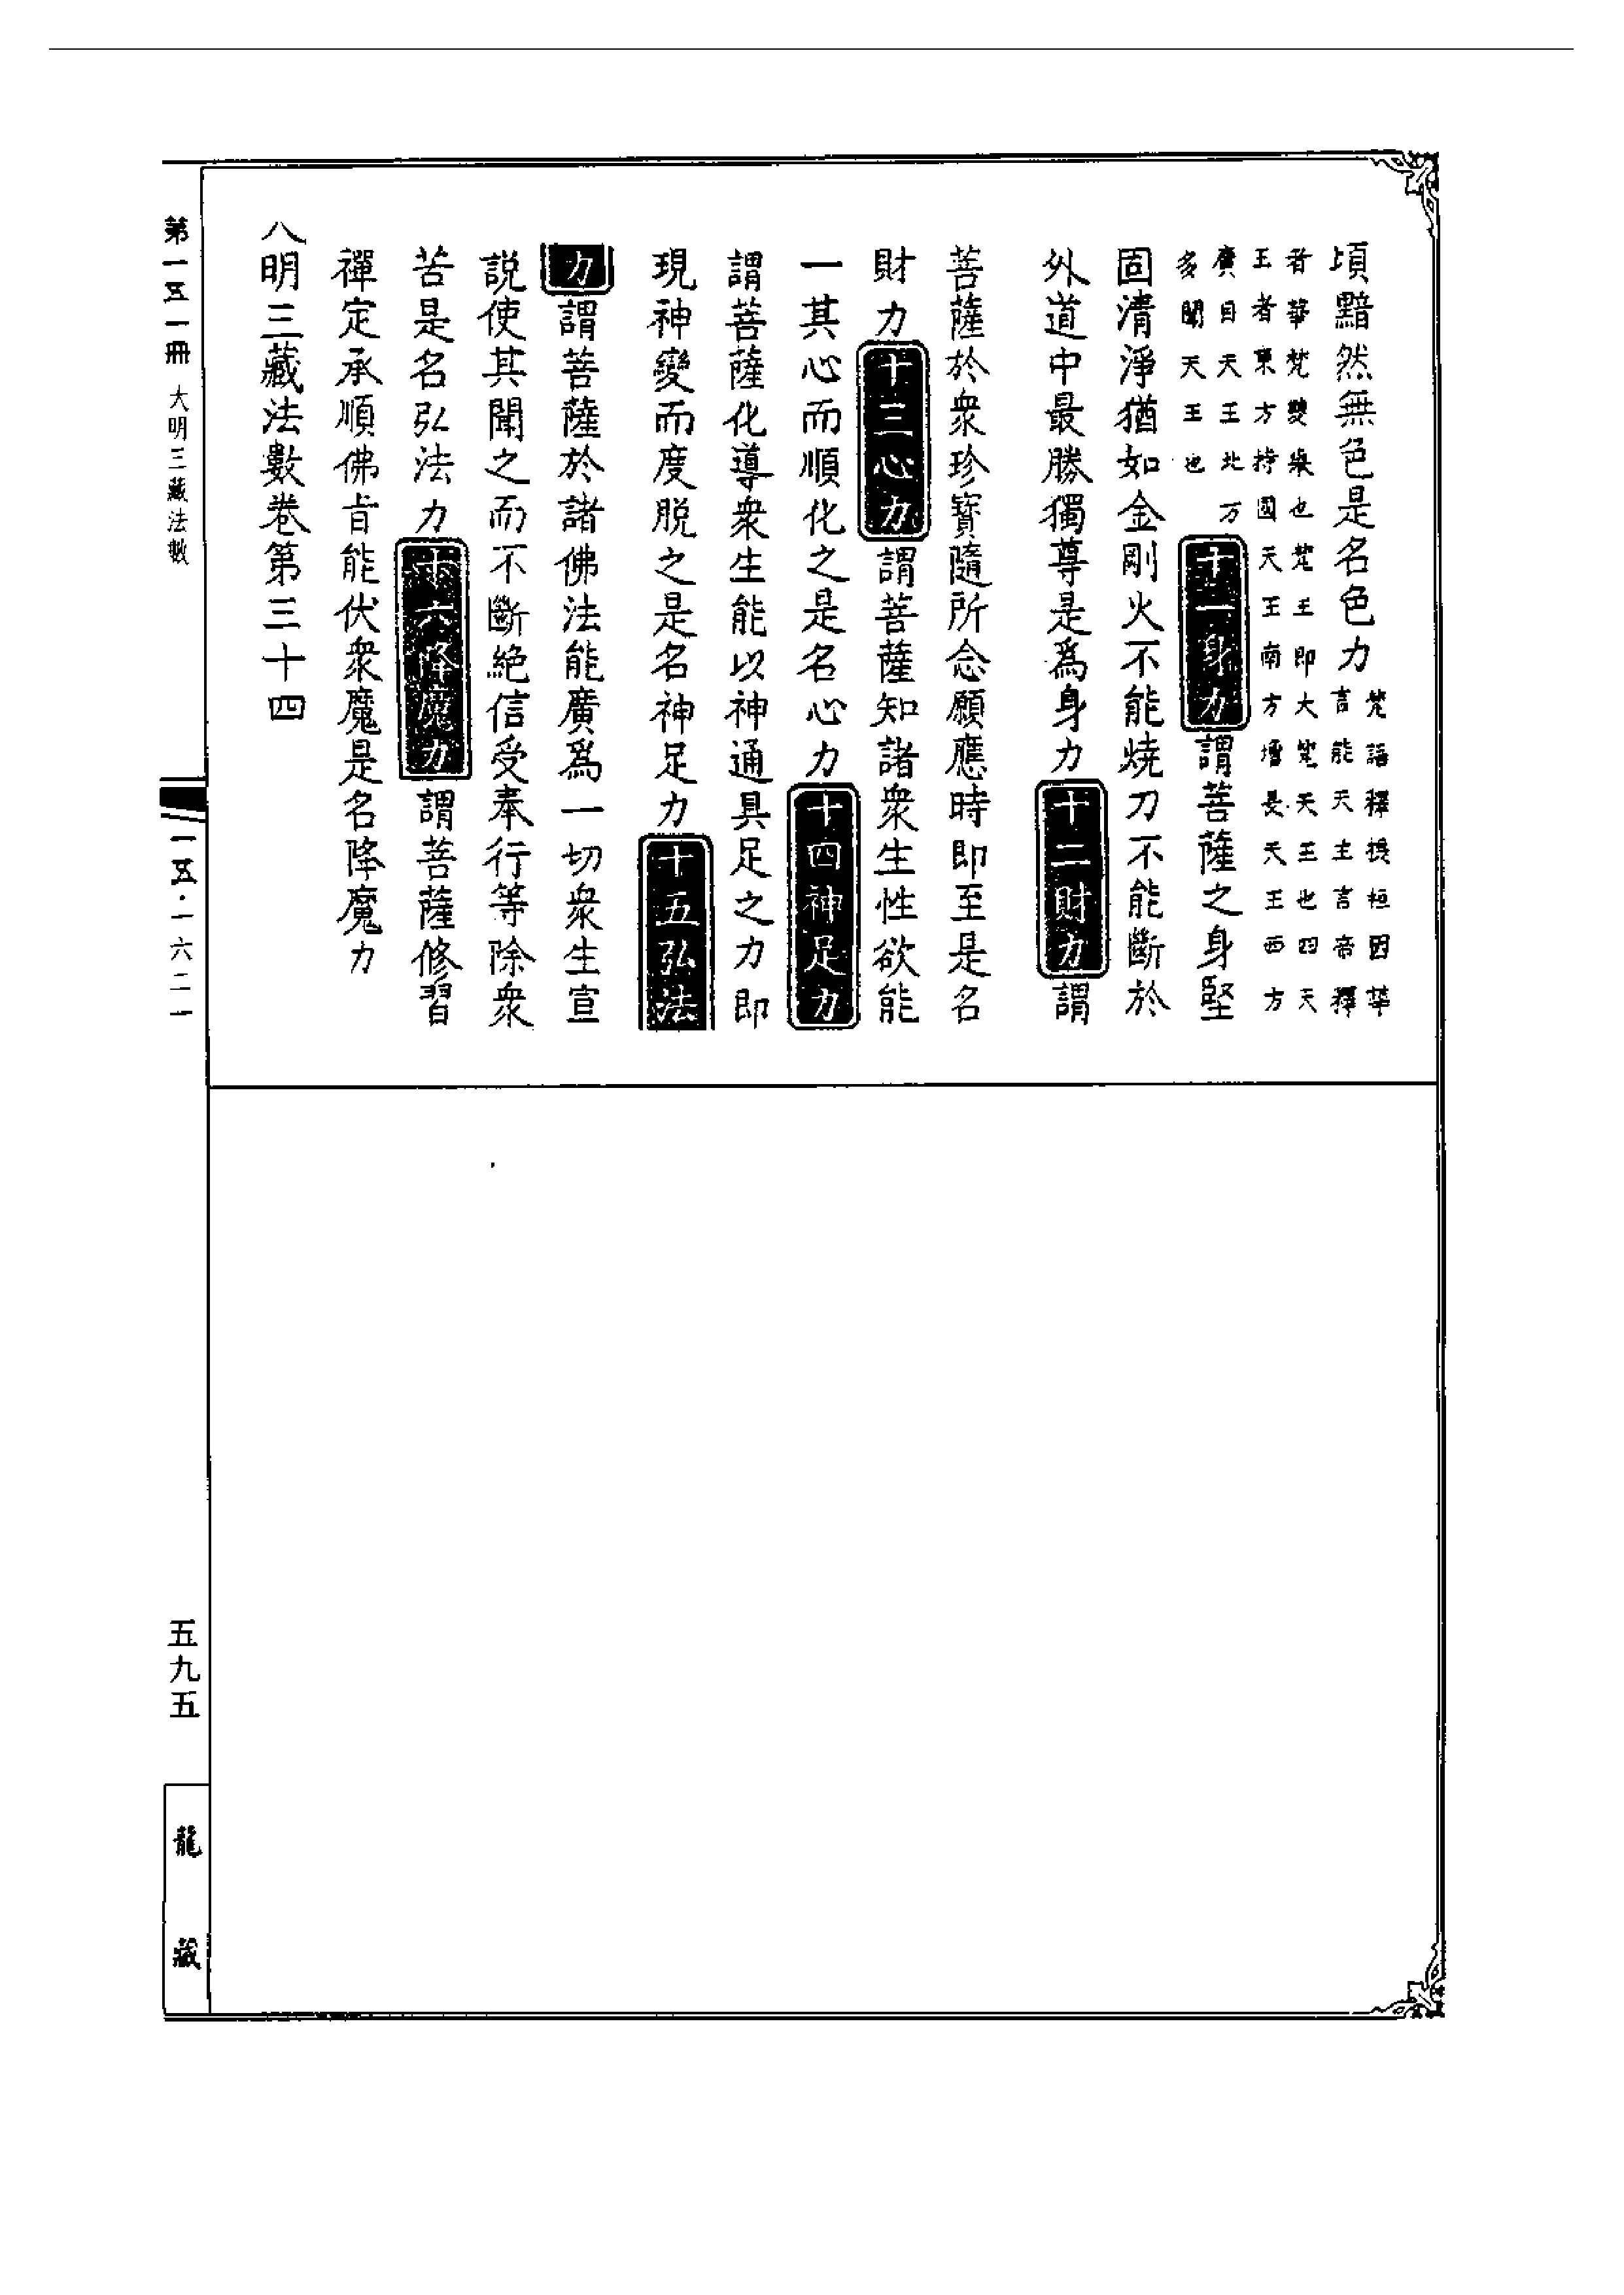 頃黯然無色是名色力梵語釋提桓因華言能天主言帝釋
者華梵雙舉也梵王即大梵天王也四天
王者東方持國天王南方增長天王西方
廣目天王北方多聞天王也十一身力謂菩薩之身堅
固清淨猶如金剛火不能燒刀不能斷於
外道中最勝獨尊是爲身力十二財力謂
菩薩於衆珍寶隨所念願應時即至是名
財力十三心力謂菩薩知諸衆生性欲能
一其心而順化之是名心力十四神足力
謂菩薩化導衆生能以神通具足之力即
現神變而度脫之是名神足力十五弘法
力謂菩薩於諸佛法能廣爲一切衆生宣
說使其聞之而不斷絕信受奉行等除衆
苦是名弘法力十六降魔力謂菩薩修習
禪定承順佛旨能伏衆魔是名降魔力
大明三藏法數卷第三十四
第一五一冊 大明三藏法數
一五·一六二一
五九五
龍藏